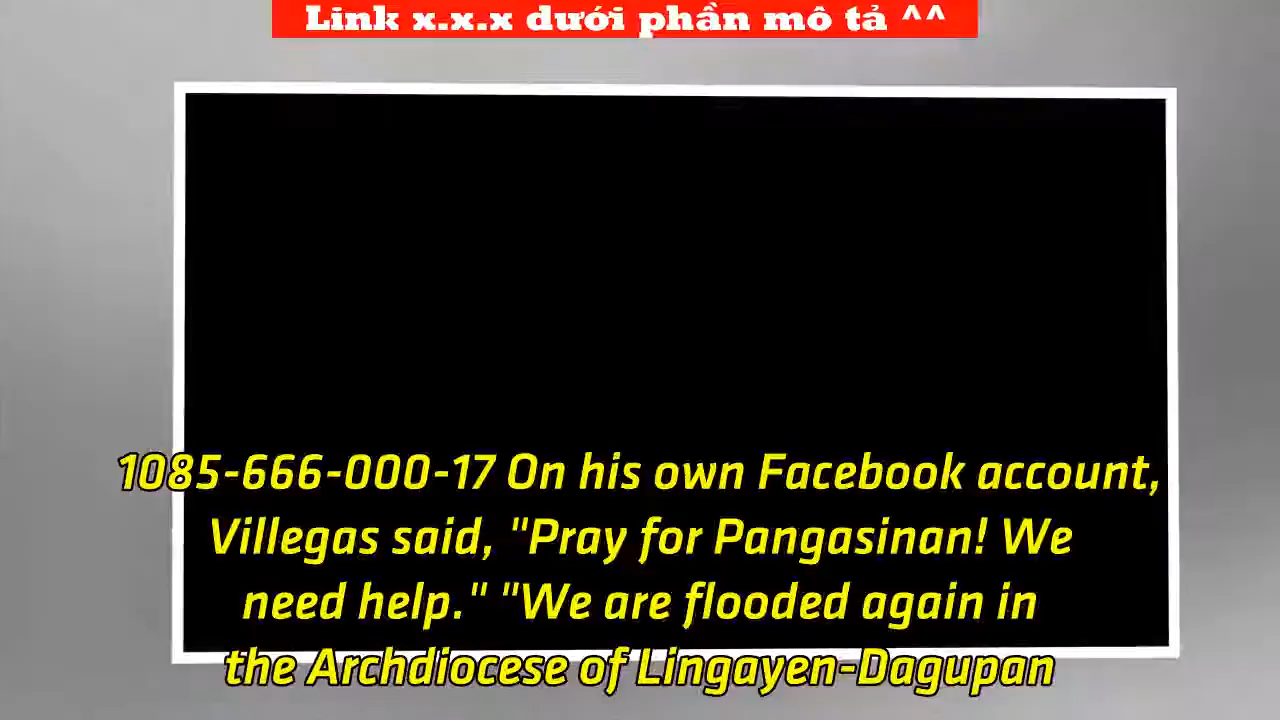 Link x.x.x dưới phần mô tả ^^
1085-666-000-17 On his own Facebook account,
Villegas said, "Pray for Pangasinan! We
need help." "We are flooded again in
the Archdiocese of Lingayen-Dagupan